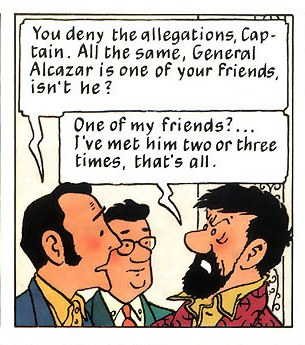 You deny the allegations, Cap-
tain. All the same, General
Alcazar is one of your friends,
isn't he?
One of my friends?...
I've met him two or three
times, that's all.